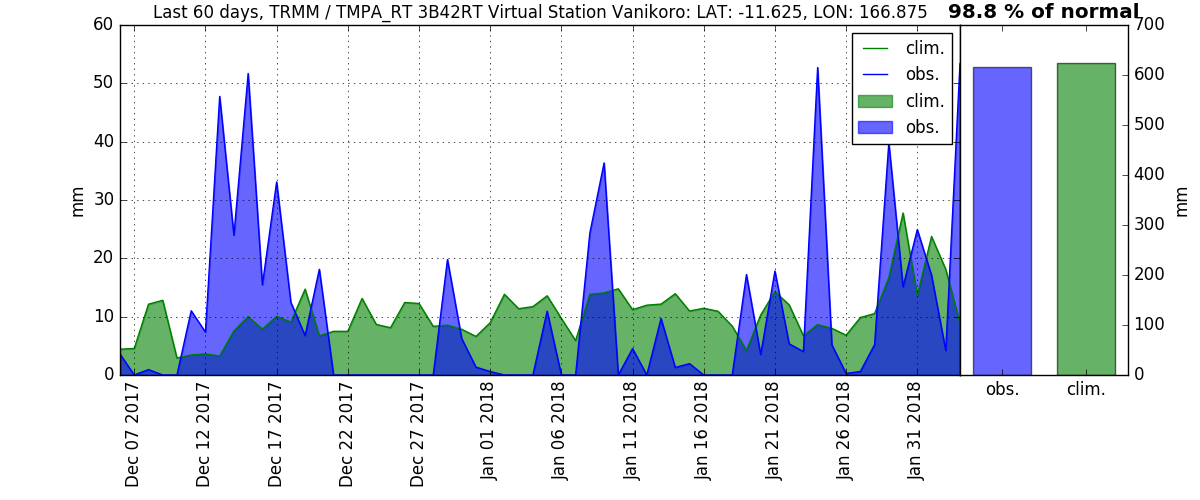 Last 60 days, TRMM / TMPA_RT 3B42RT Virtual Station Vanikoro: LAT: -11.625, LON: 166.875
98.8 % of normal
60
50
40
30
20
10
0
mm
clim.
obs.
clim.
obs.
700
600
500
400
300
200
100
0
mm
Dec 07 2017
Dec 12 2017
Dec 17 2017
Dec 22 2017
Dec 27 2017
Jan 01 2018
Jan 06 2018
Jan 11 2018
Jan 16 2018
Jan 21 2018
Jan 26 2018
Jan 31 2018
obs.
clim.